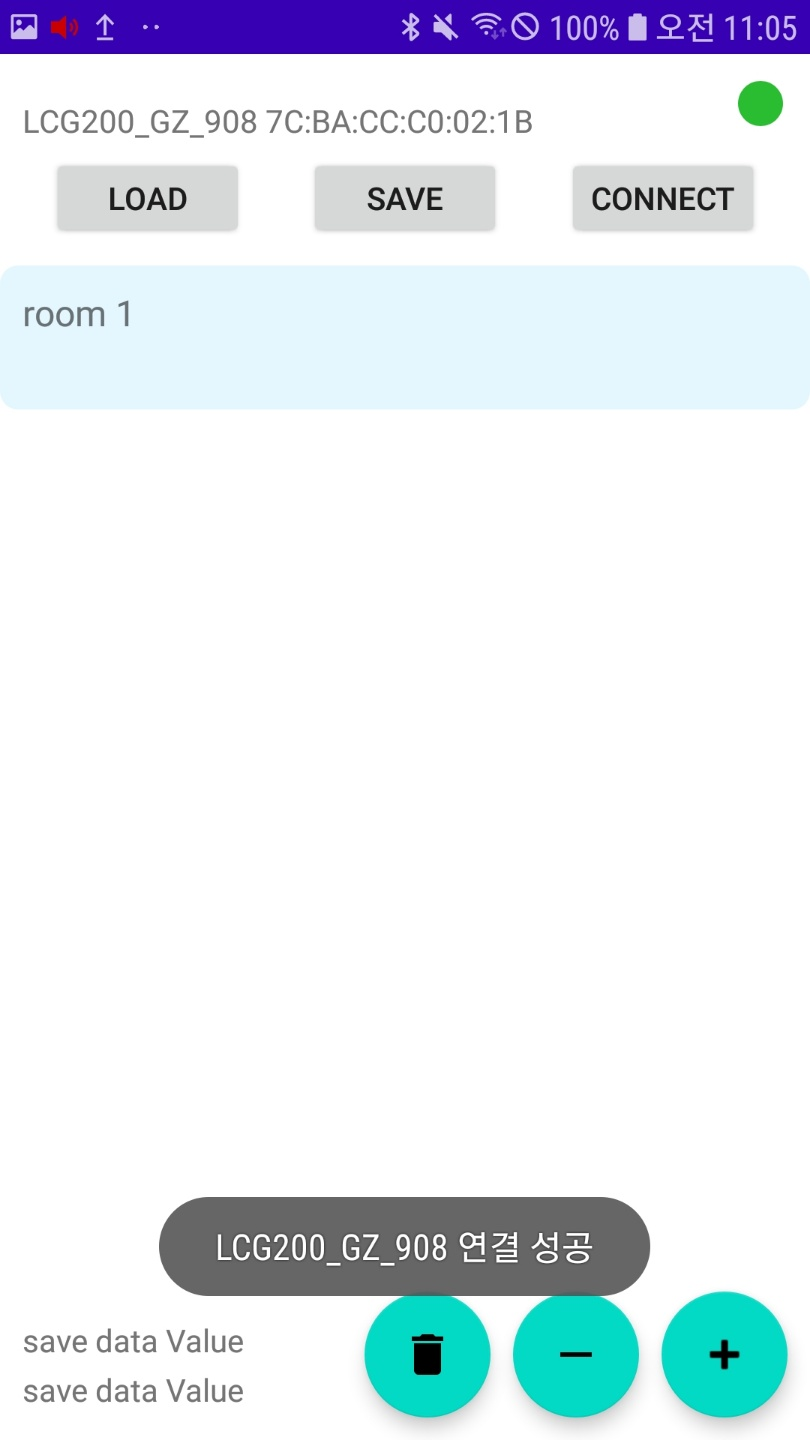 100% 오전 11:05
LCG200_GZ_908 7C:BA:CC:C0:02:1B
LOAD SAVE CONNECT
room 1
LCG200_GZ_908 연결 성공
save data Value
save data Value